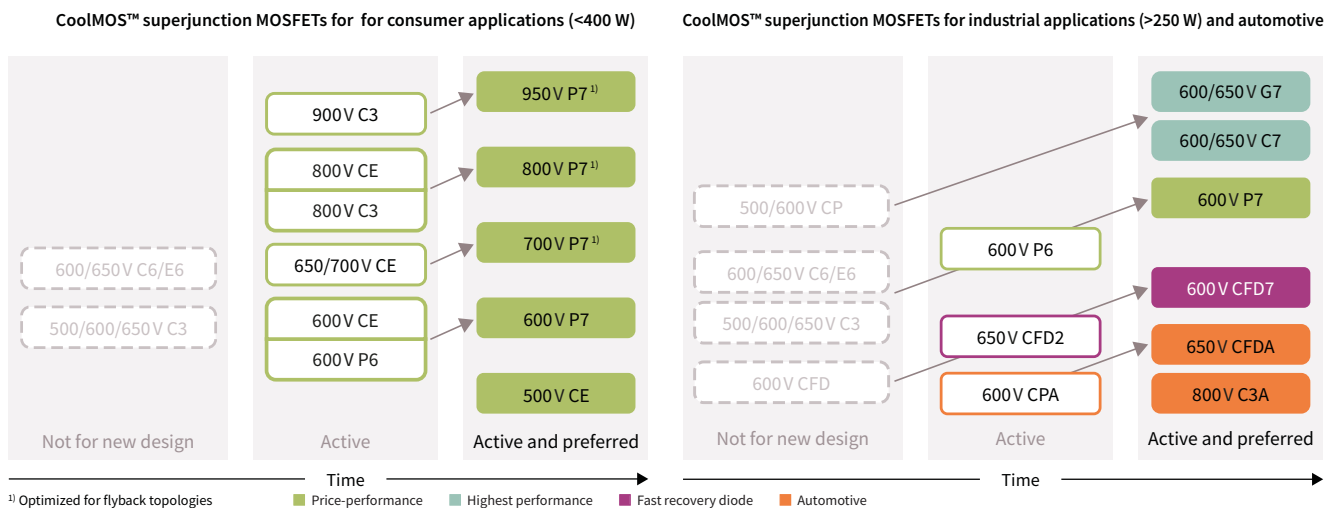 CoolMOS™ superjunction MOSFETs for for consumer applications (<400 W)
600/650 V C6/E6
500/600/650 V C3
Not for new design
900 V C3
800 V CE
800 V C3
650/700 V CE
600 V CE
600 V P6
Active
950 V P7 1)
800 V P7 1)
700 V P7 1)
600 V P7
500 V CE
Active and preferred
Time
CoolMOS™ superjunction MOSFETs for industrial applications (>250 W) and automotive
500/600 V CP
600/650 V C6/E6
500/600/650 V C3
600 V CFD
Not for new design
600 V P6
650 V CFD2
600 V CPA
Active
600/650 V G7
600/650 V C7
600 V P7
600 V CFD7
650 V CFDA
800 V C3A
Active and preferred
Time
1) Optimized for flyback topologies
Price-performance
Highest performance
Fast recovery diode
Automotive